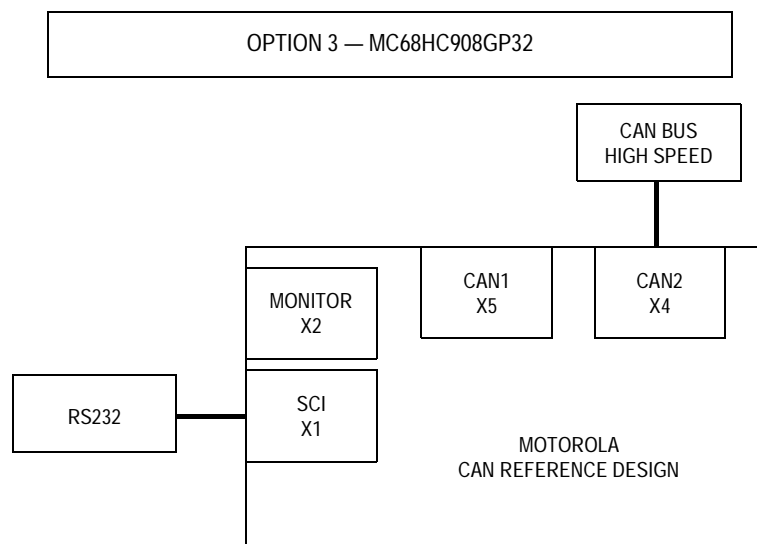 OPTION 3 — MC68HC908GP32
CAN BUS
HIGH SPEED
CAN1
X5
CAN2
X4
MONITOR
X2
RS232
SCI
X1
MOTOROLA
CAN REFERENCE DESIGN